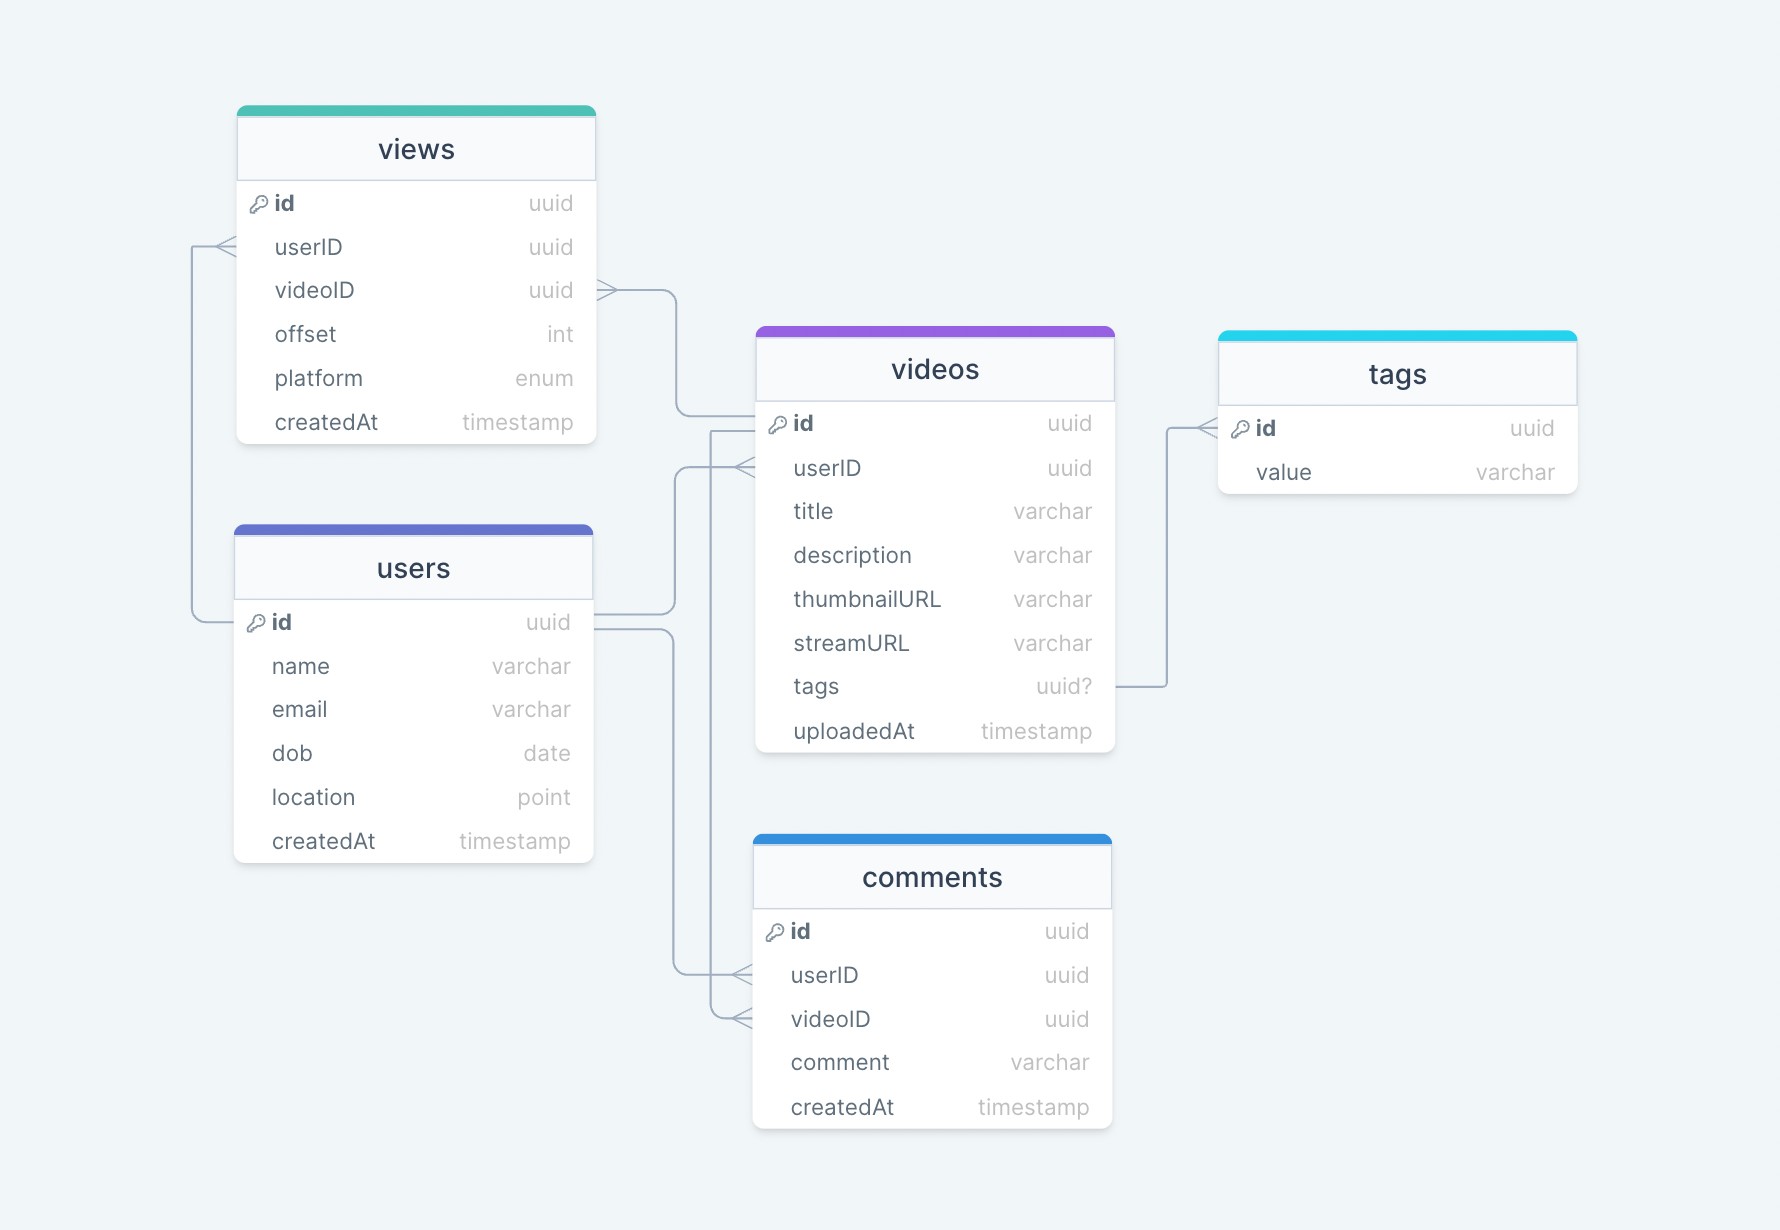 views
id uuid
userID uuid
videoID uuid
offset int
platform enum
createdAt timestamp
users
id uuid
name varchar
email varchar
dob date
location point
createdAt timestamp
videos
id uuid
userID uuid
title varchar
description varchar
thumbnailURL varchar
streamURL varchar
tags uuid?
uploadedAt timestamp
tags
id uuid
value varchar
comments
id uuid
userID uuid
videoID uuid
comment varchar
createdAt timestamp